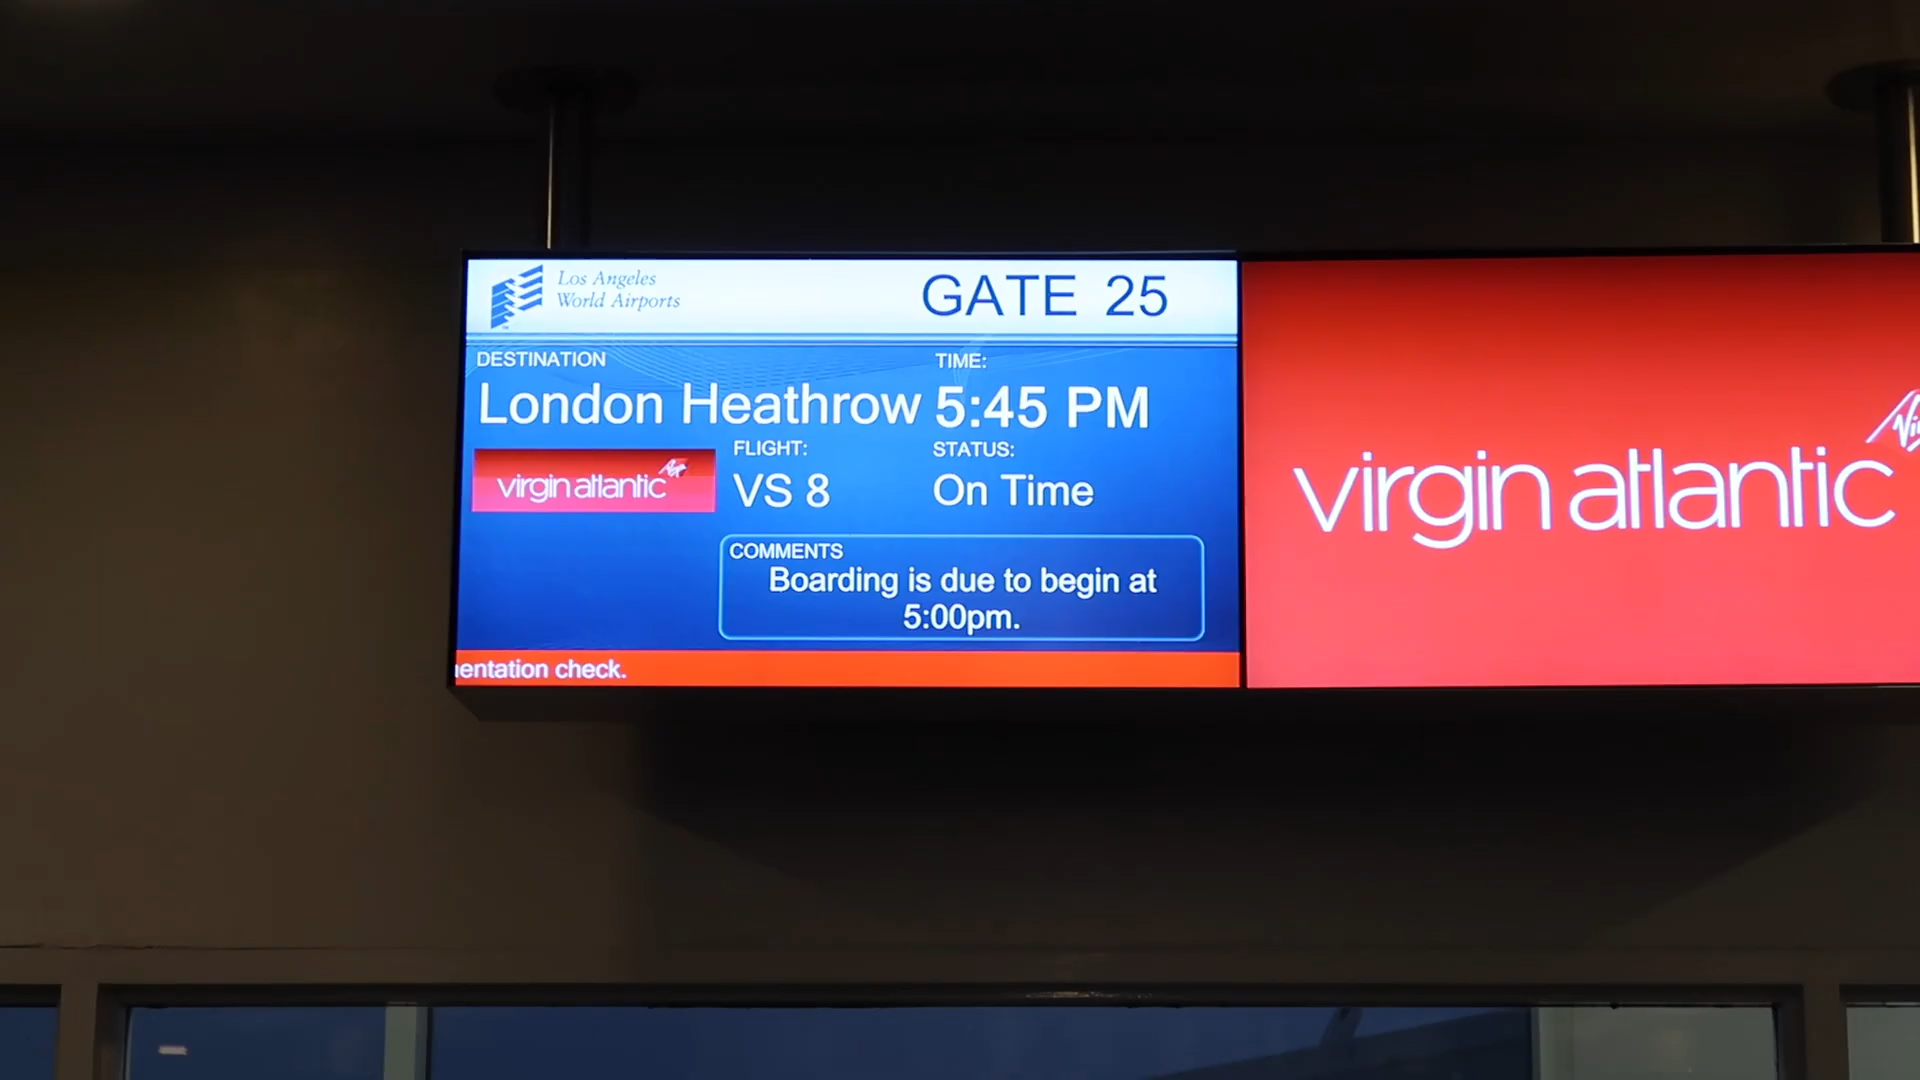 Los Angeles
World Airports
GATE 25
DESTINATION
TIME:
London Heathrow 5:45 PM
FLIGHT:
STATUS:
virgin atlantic
VS 8
On Time
COMMENTS
Boarding is due to begin at
5:00pm.
check.
virgin atlantic